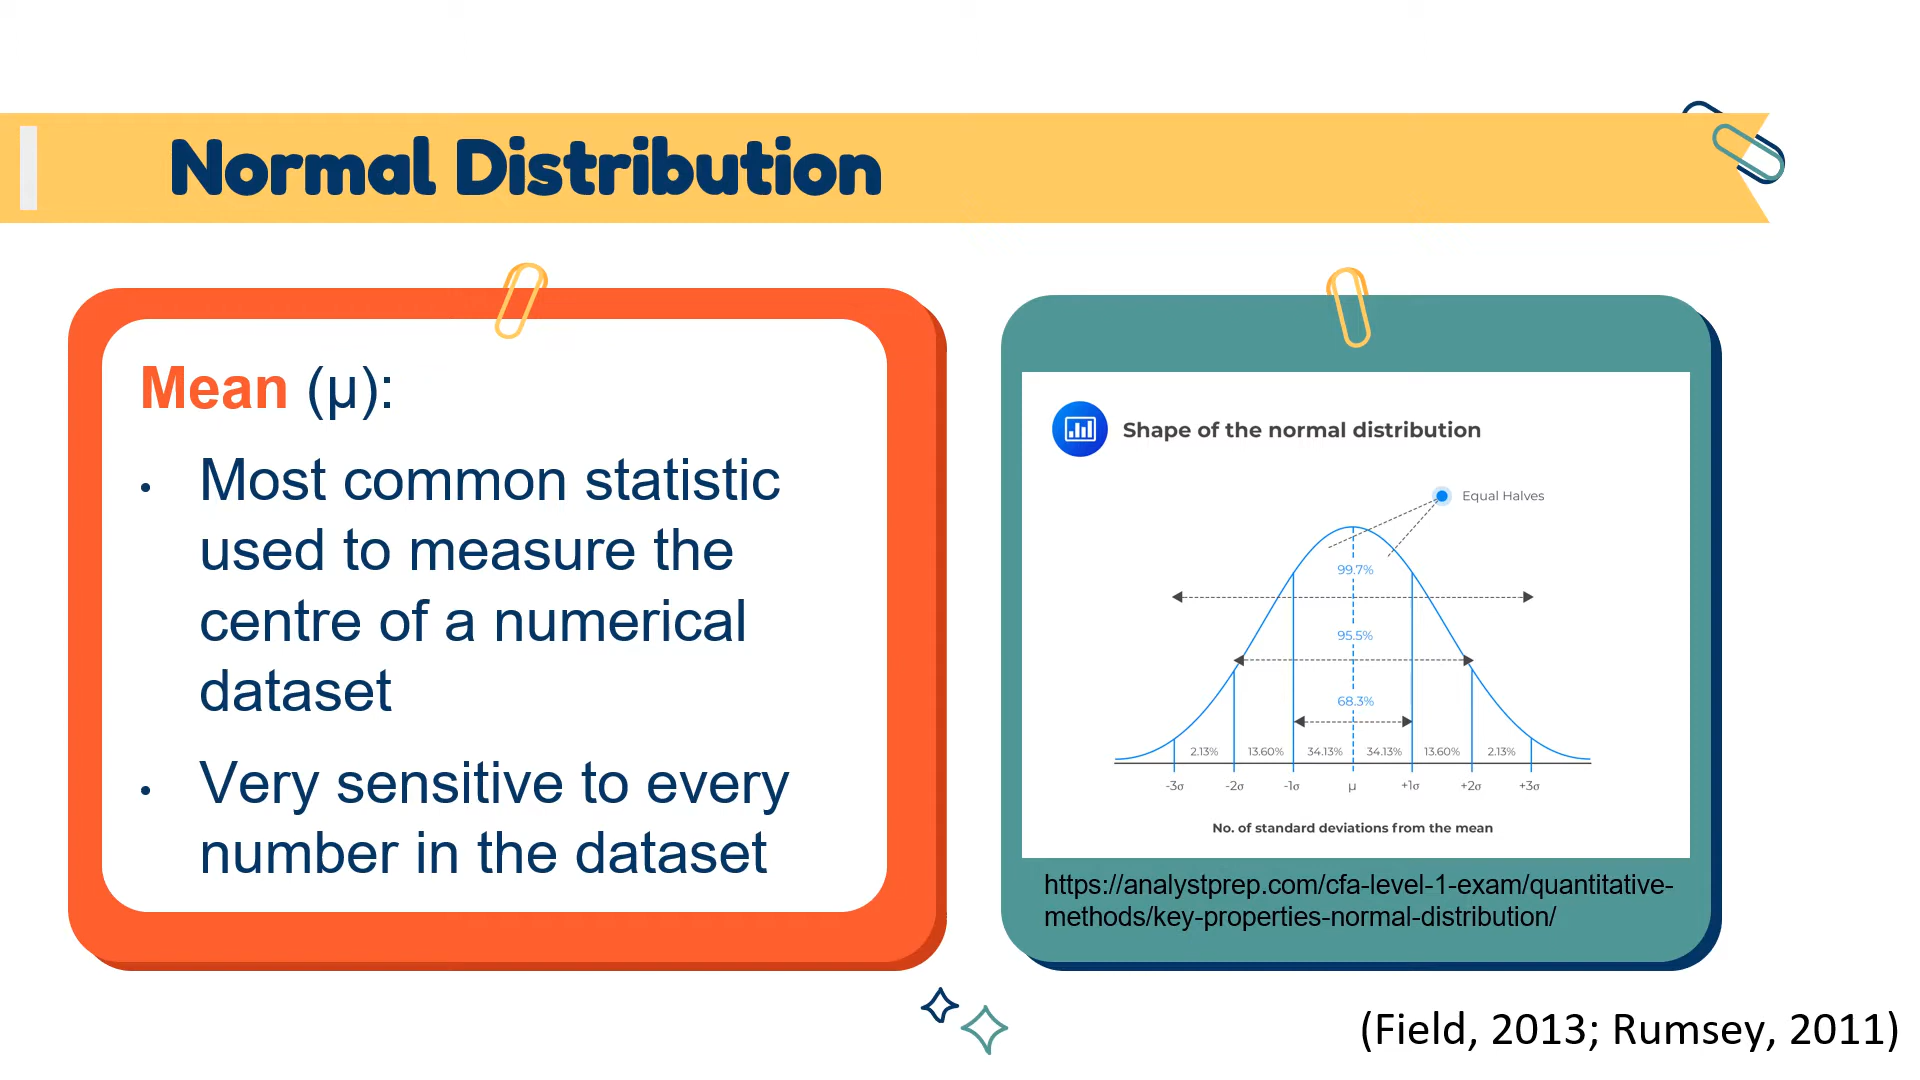 Normal Distribution
Mean (µ):
• Most common statistic
used to measure the
centre of a numerical
dataset
• Very sensitive to every
number in the dataset
Shape of the normal distribution
Equal Halves
99.7%
95.5%
68.3%
2.13% 13.60% 34.13% 34.13% 13.60% 2.13%
-3σ -2σ -1σ µ +1σ +2σ +3σ
No. of standard deviations from the mean
https://analystprep.com/cfa-level-1-exam/quantitative-
methods/key-properties-normal-distribution/
(Field, 2013; Rumsey, 2011)